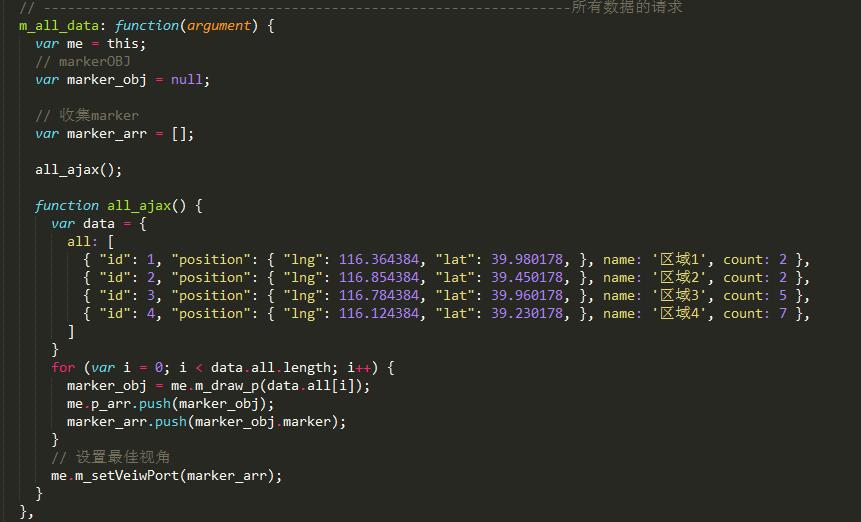 // ------------------------------------------------------------------所有数据的请求
m_all_data: function(argument) {
var me = this;
// markerOBJ
var marker_obj = null;
// 收集marker
var marker_arr = [];
all_ajax();
function all_ajax() {
var data = {
all: [
{ "id": 1, "position": { "lng": 116.364384, "lat": 39.980178, }, name: '区域1', count: 2 },
{ "id": 2, "position": { "lng": 116.854384, "lat": 39.450178, }, name: '区域2', count: 2 },
{ "id": 3, "position": { "lng": 116.784384, "lat": 39.960178, }, name: '区域3', count: 5 },
{ "id": 4, "position": { "lng": 116.124384, "lat": 39.230178, }, name: '区域4', count: 7 },
]
}
for (var i = 0; i < data.all.length; i++) {
marker_obj = me.m_draw_p(data.all[i]);
me.p_arr.push(marker_obj);
marker_arr.push(marker_obj.marker);
}
// 设置最佳视角
me.m_setVeiwPort(marker_arr);
}
},